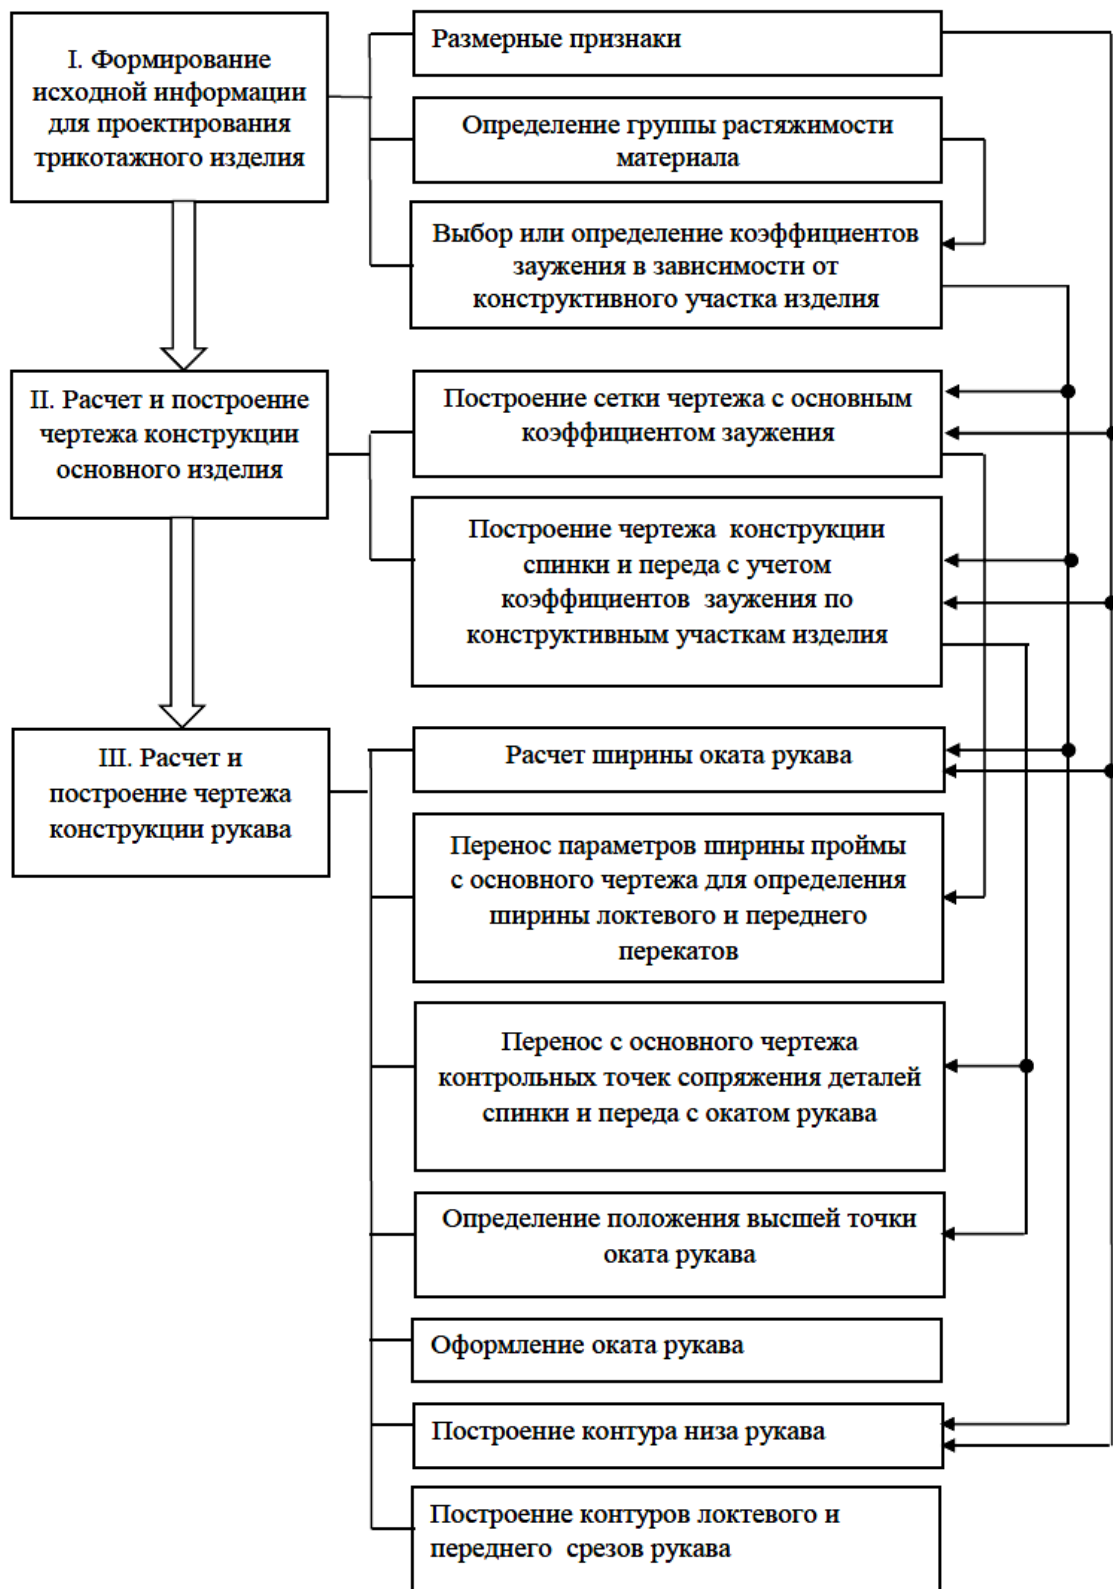 I. Формирование
исходной информации
для проектирования
трикотажного изделия
Размерные признаки
Определение группы растяжимости
материала
Выбор или определение коэффициентов
заужения в зависимости от
конструктивного участка изделия
II. Расчет и построение
чертежа конструкции
основного изделия
Построение сетки чертежа с основным
коэффициентом заужения
Построение чертежа конструкции
спинки и переда с учетом
коэффициентов заужения по
конструктивным участкам изделия
III. Расчет и
построение чертежа
конструкции рукава
Расчет ширины оката рукава
Перенос параметров ширины проймы
с основного чертежа для определения
ширины локтевого и переднего
перекатов
Перенос с основного чертежа
контрольных точек сопряжения деталей
спинки и переда с окатом рукава
Определение положения высшей точки
оката рукава
Оформление оката рукава
Построение контура низа рукава
Построение контуров локтевого и
переднего срезов рукава